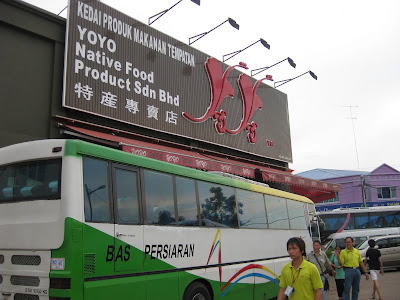 KEDAI PRODUK MAKANAN TEMPATAN
YOYO
Native Food
Product Sdn Bhd
特產專賣店
BAS PERSIARAN